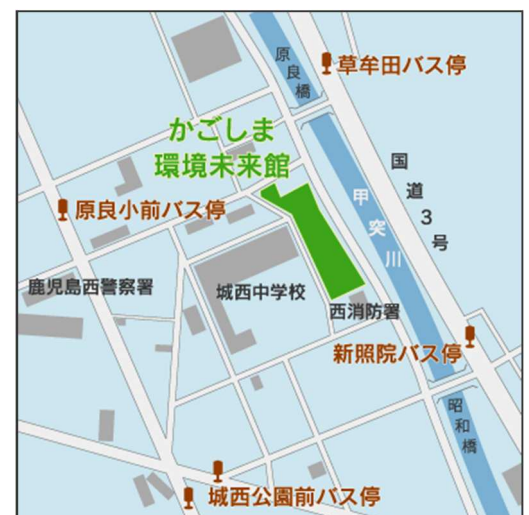 草牟田バス停
原良橋
かごしま
環境未来館
国道3号
甲突川
原良小前バス停
鹿児島西警察署
城西中学校
西消防署
新照院バス停
昭和橋
城西公園前バス停